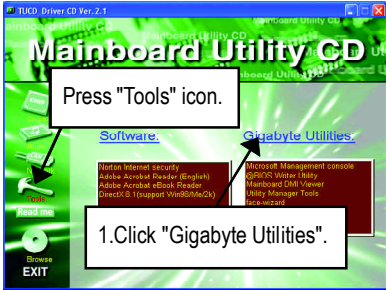 TUCD_Driver CD Ver. 2.1
Mainboard Utility CD
Press "Tools" icon.
Software:
Gigabyte Utilities:
Norton Internet security
Adobe Acrobat Reader (English)
Adobe Acrobat eBook Reader
DirectX 8.1(support Win98/Me/2k)
Microsoft Management console
@BIOS Writer Utility
Mainboard DMI Viewer
Utility Manager Tools
face-wizard
Tools
Read me
1.Click "Gigabyte Utilities".
Browse
EXIT